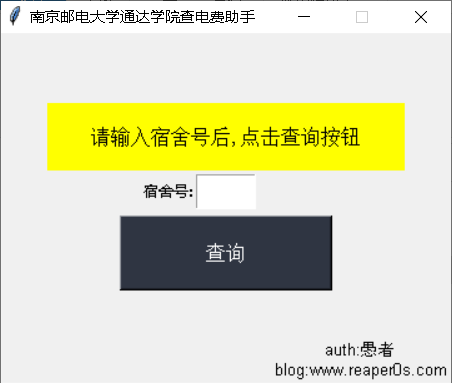 南京邮电大学通达学院查电费助手
请输入宿舍号后,点击查询按钮
宿舍号:
查询
auth:愚者
blog:www.reaper0s.com